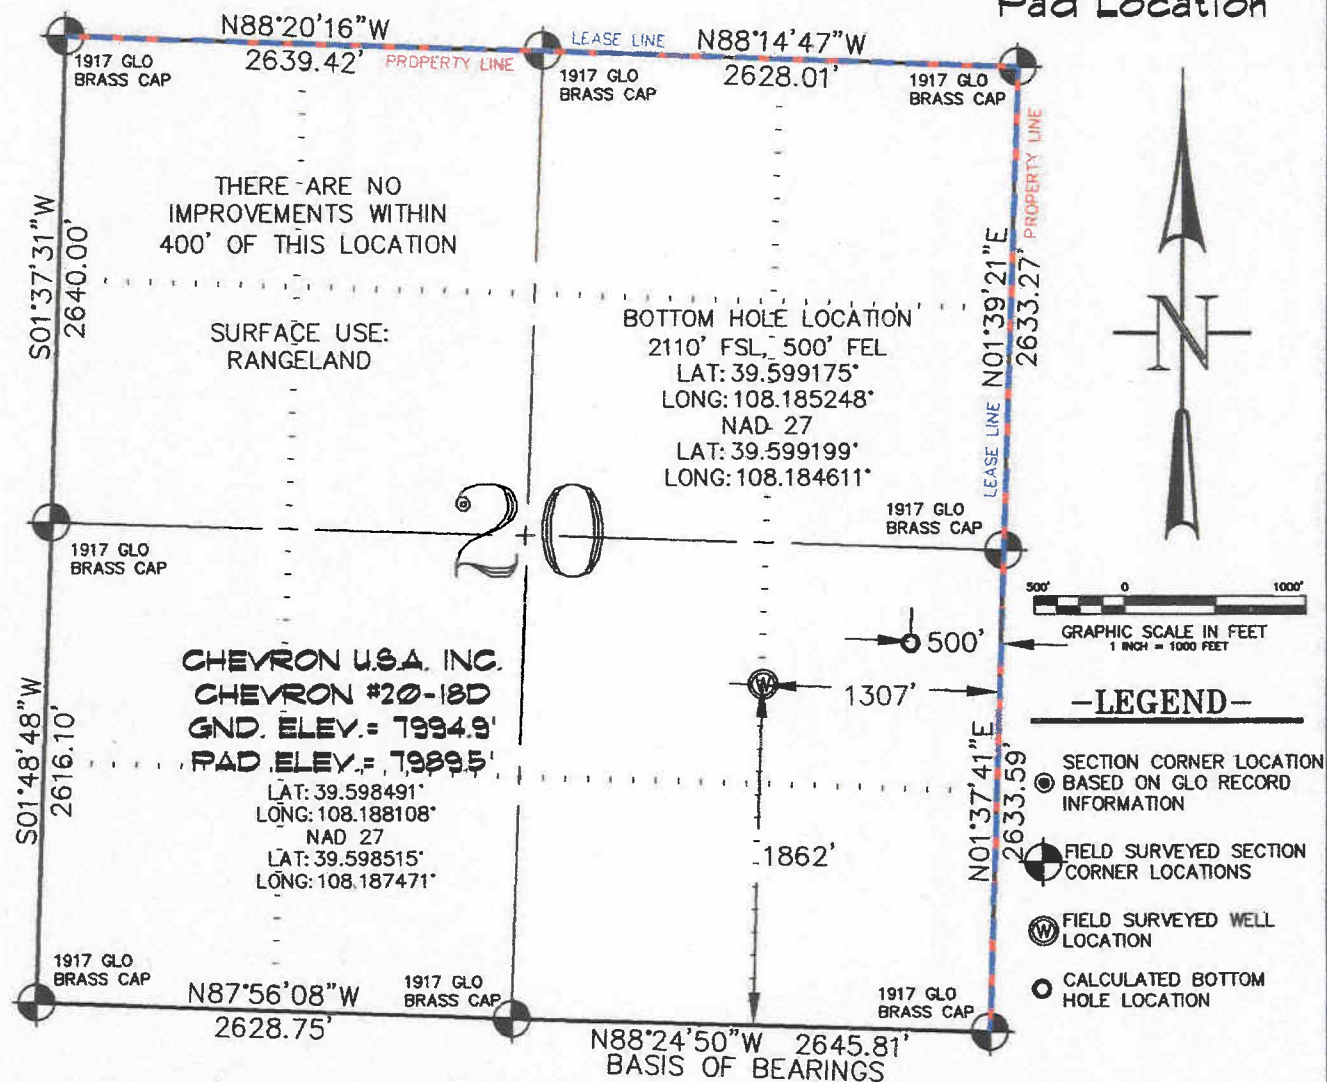 Pad Location
N88°20'16"W
2639.42'
PROPERTY LINE
LEASE LINE
N88°14'47"W
2628.01'
1917 GLO
BRASS CAP
1917 GLO
BRASS CAP
1917 GLO
BRASS CAP
PROPERTY LINE
THERE ARE NO
IMPROVEMENTS WITHIN
400' OF THIS LOCATION
S01°37'31"W
2640.00'
SURFACE USE:
RANGELAND
BOTTOM HOLE LOCATION
2110' FSL, 500' FEL
LAT: 39.599175°
LONG: 108.185248°
NAD 27
LAT: 39.599199°
LONG: 108.184611°
LEASE LINE
N01°39'21"E
2633.27'
N
20
1917 GLO
BRASS CAP
1917 GLO
BRASS CAP
500'
0
1000'
GRAPHIC SCALE IN FEET
1 INCH = 1000 FEET
500'
1307'
1862'
CHEVRON U.S.A. INC.
CHEVRON #20-18D
GND. ELEV.= 7994.9'
PAD ELEV.= 7989.5'
LAT: 39.598491°
LONG: 108.188108°
NAD 27
LAT: 39.598515°
LONG: 108.187471°
S01°48'48"W
2616.10'
N01°37'41"E
2633.59'
-LEGEND-
SECTION CORNER LOCATION
BASED ON GLO RECORD
INFORMATION
FIELD SURVEYED SECTION
CORNER LOCATIONS
W
FIELD SURVEYED WELL
LOCATION
CALCULATED BOTTOM
HOLE LOCATION
W
1917 GLO
BRASS CAP
1917 GLO
BRASS CAP
1917 GLO
BRASS CAP
N87°56'08"W
2628.75'
N88°24'50"W 2645.81'
BASIS OF BEARINGS